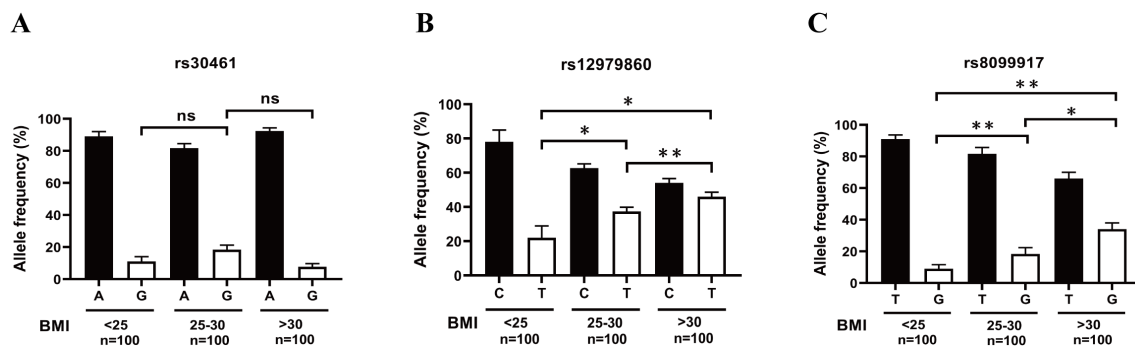 A
rs30461
ns
ns
Allele frequency (%)
100
80
60
40
20
0
A G A G A G
BMI <25 25-30 >30
n=100 n=100 n=100
B
rs12979860
*
*
**
Allele frequency (%)
100
80
60
40
20
0
C T C T C T
BMI <25 25-30 >30
n=100 n=100 n=100
C
rs8099917
**
**
*
Allele frequency (%)
100
80
60
40
20
0
T G T G T G
BMI <25 25-30 >30
n=100 n=100 n=100